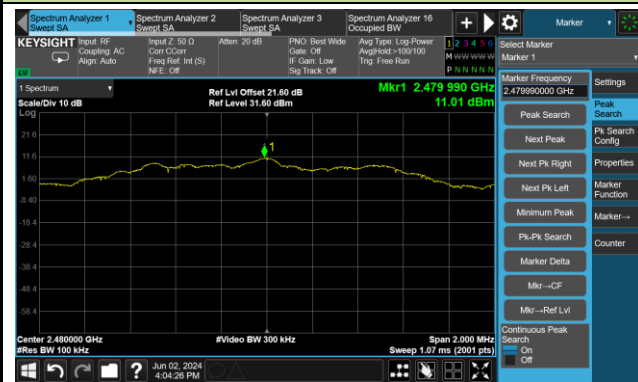 Spectrum Analyzer 1
Swept SA
Spectrum Analyzer 2
Swept SA
Spectrum Analyzer 3
Swept SA
Spectrum Analyzer 16
Occupied BW
Marker
KEYSIGHT
Input: RF
Coupling: AC
Align: Auto
Input Z: 50 Ω
Corr CCorr
Freq Ref: Int (S)
NFE: Off
Atten: 20 dB
PNO: Best Wide
Gate: Off
IF Gain: Low
Sig Track: Off
Avg Type: Log-Power
Avg|Hold:>100/100
Trig: Free Run
1 2 3 4 5 6
M W W W W W
P N N N N N
LW
Select Marker
Marker 1
1 Spectrum
Scale/Div 10 dB
Log
Ref Lvl Offset 21.60 dB
Ref Level 31.60 dBm
Mkr1 2.479 990 GHz
11.01 dBm
1
21.6
11.6
1.60
-8.40
-18.4
-28.4
-38.4
-48.4
-58.4
Center 2.480000 GHz
#Res BW 100 kHz
#Video BW 300 kHz
Span 2.000 MHz
Sweep 1.07 ms (2001 pts)
Marker Frequency
2.479990000 GHz
Peak Search
Next Peak
Next Pk Right
Next Pk Left
Minimum Peak
Pk-Pk Search
Marker Delta
Mkr→CF
Mkr→Ref Lvl
Continuous Peak
Search
On
Off
Settings
Peak
Search
Pk Search
Config
Properties
Marker
Function
Marker→
Counter
?
Jun 02, 2024
4:04:26 PM